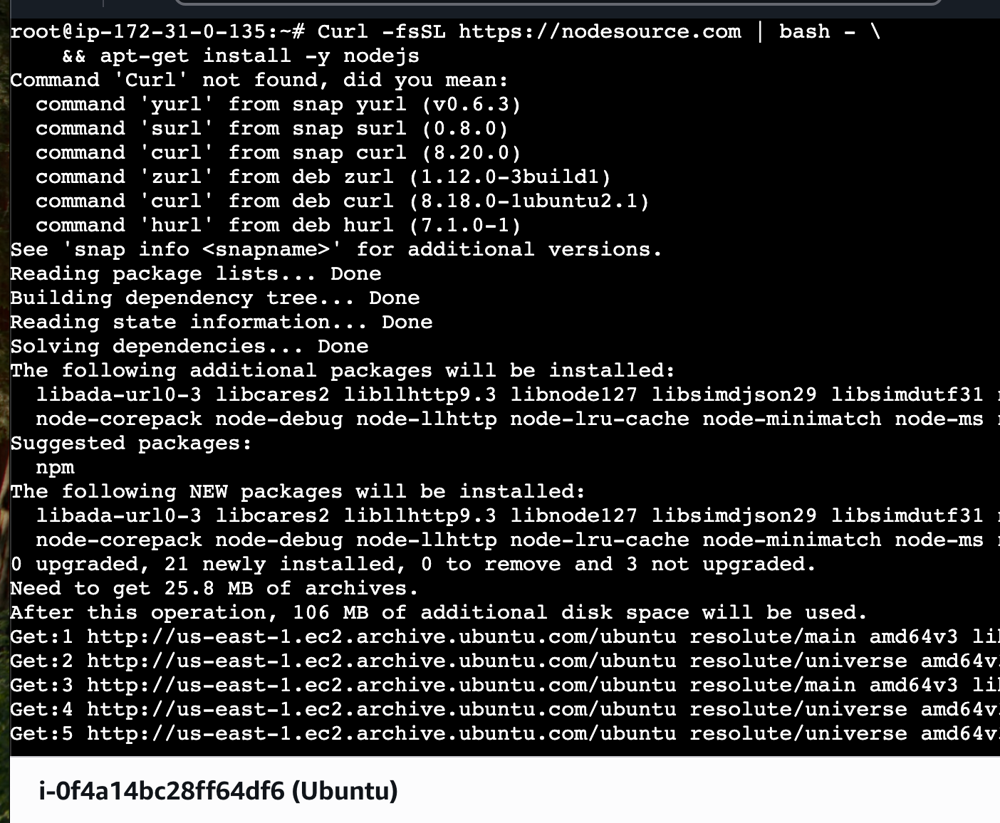 root@ip-172-31-0-135:~# Curl -fsSL https://nodesource.com | bash - \
    && apt-get install -y nodejs
Command 'Curl' not found, did you mean:
  command 'yurl' from snap yurl (v0.6.3)
  command 'surl' from snap surl (0.8.0)
  command 'curl' from snap curl (8.20.0)
  command 'zurl' from deb zurl (1.12.0-3build1)
  command 'curl' from deb curl (8.18.0-1ubuntu2.1)
  command 'hurl' from deb hurl (7.1.0-1)
See 'snap info <snapname>' for additional versions.
Reading package lists... Done
Building dependency tree... Done
Reading state information... Done
Solving dependencies... Done
The following additional packages will be installed:
  libada-url0-3 libcares2 libllhttp9.3 libnode127 libsimdjson29 libsimdutf31
  node-corepack node-debug node-llhttp node-lru-cache node-minimatch node-ms
Suggested packages:
  npm
The following NEW packages will be installed:
  libada-url0-3 libcares2 libllhttp9.3 libnode127 libsimdjson29 libsimdutf31
  node-corepack node-debug node-llhttp node-lru-cache node-minimatch node-ms
0 upgraded, 21 newly installed, 0 to remove and 3 not upgraded.
Need to get 25.8 MB of archives.
After this operation, 106 MB of additional disk space will be used.
Get:1 http://us-east-1.ec2.archive.ubuntu.com/ubuntu resolute/main amd64v3
Get:2 http://us-east-1.ec2.archive.ubuntu.com/ubuntu resolute/universe amd64v
Get:3 http://us-east-1.ec2.archive.ubuntu.com/ubuntu resolute/main amd64v3
Get:4 http://us-east-1.ec2.archive.ubuntu.com/ubuntu resolute/universe amd64v
Get:5 http://us-east-1.ec2.archive.ubuntu.com/ubuntu resolute/universe amd64v
i-0f4a14bc28ff64df6 (Ubuntu)